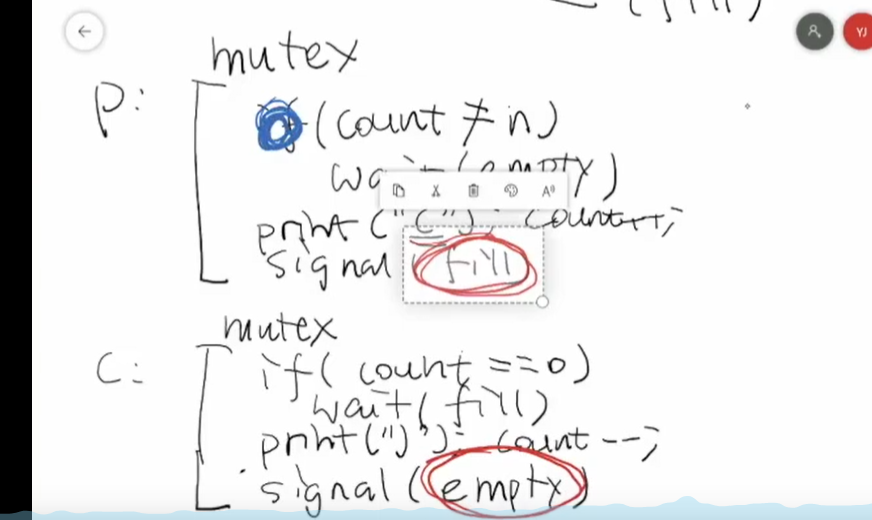 YJ
mutex
P:
(count ≠ n)
wait (empty)
print ("(") : count++;
signal (fill
mutex
C:
if( count ==0)
wait( fill)
print(")"): count --;
signal (empty)